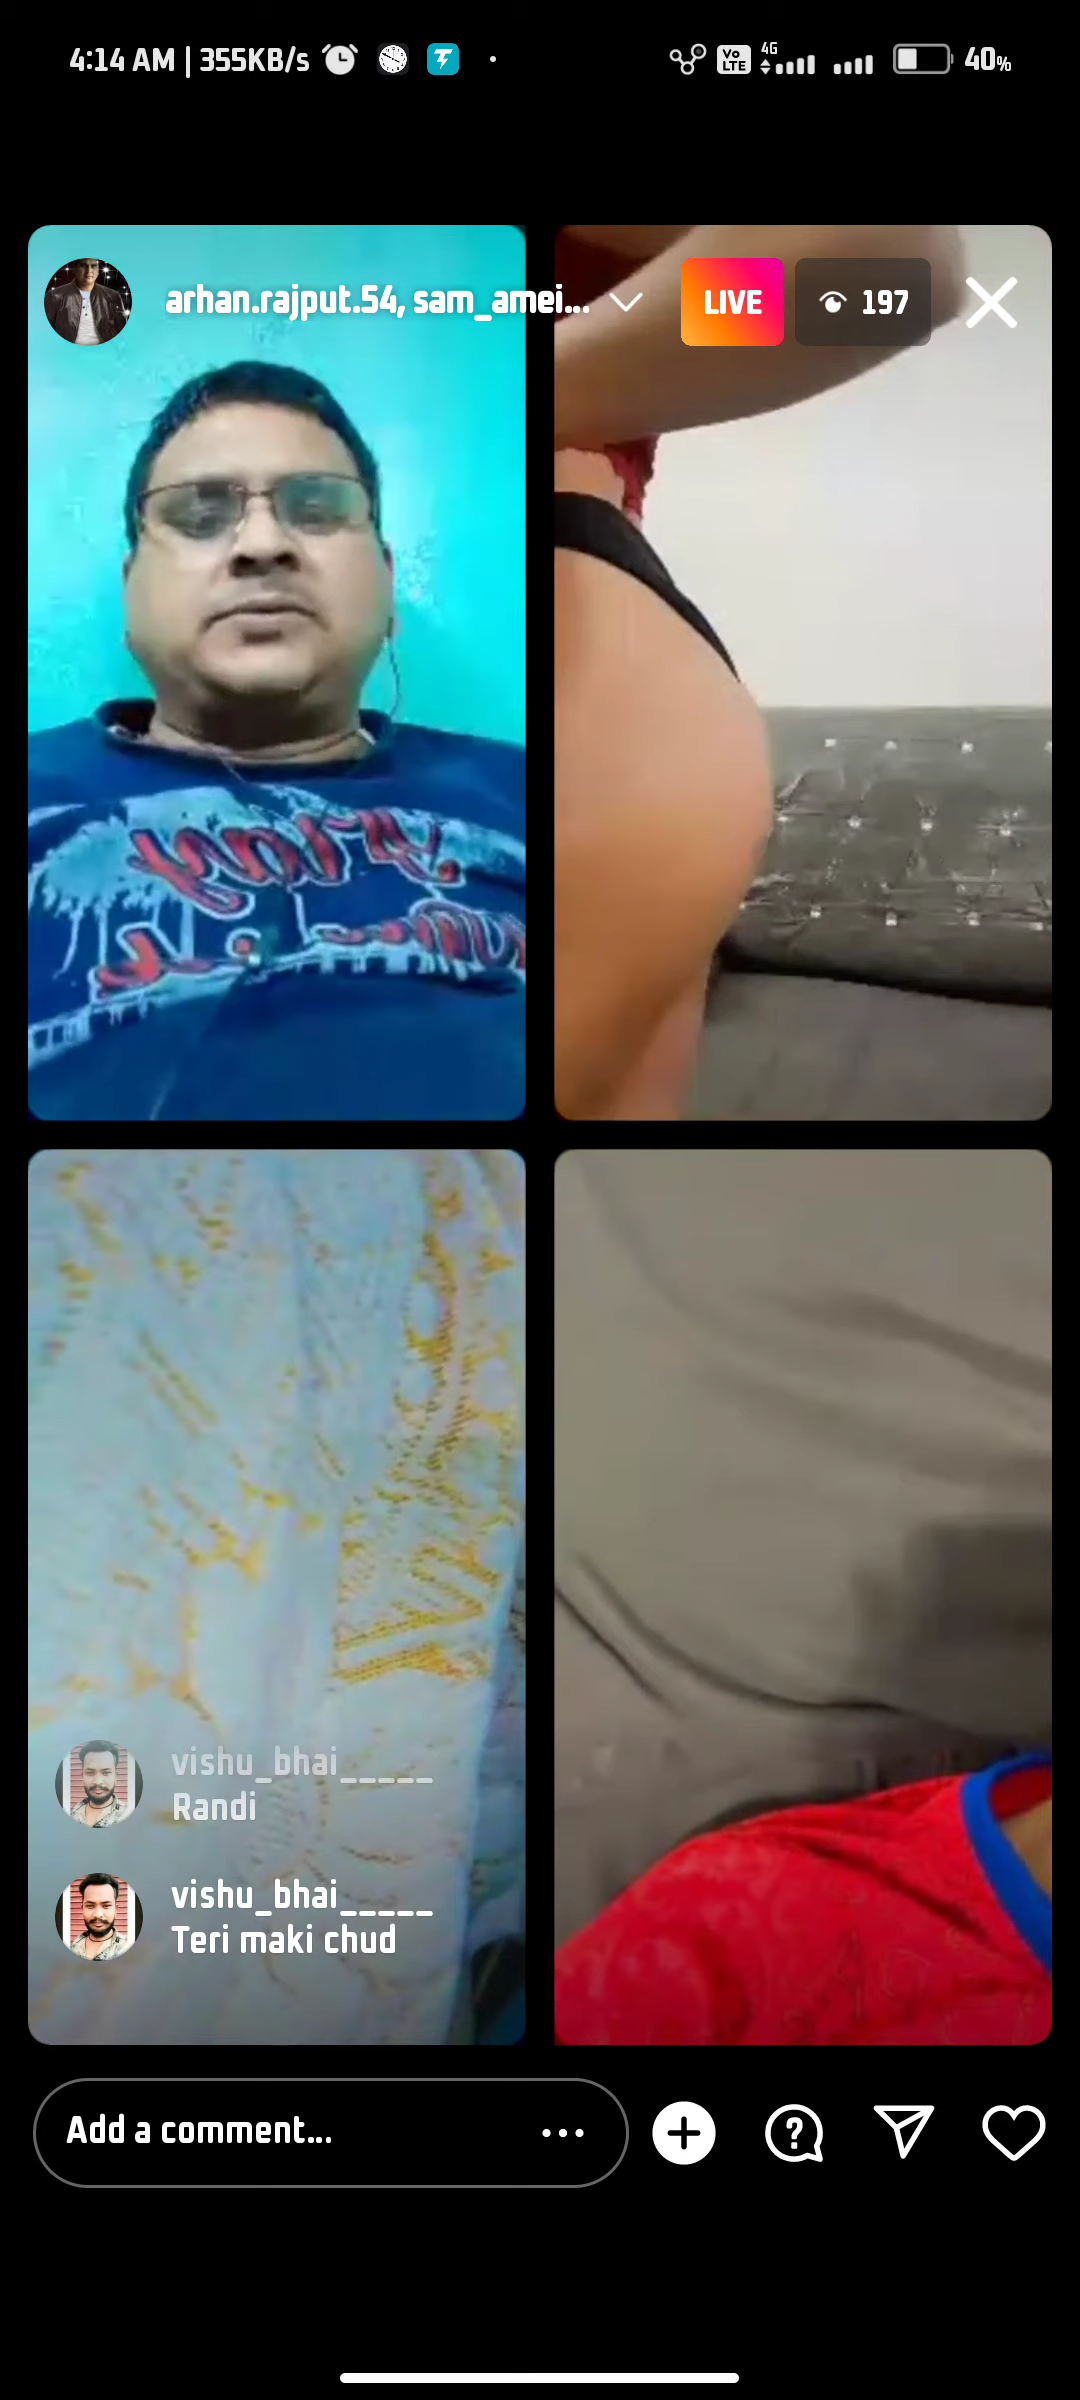 4:14 AM | 355KB/s
Vo LTE
4G
40%
arhan.rajput.54, sam_amei...
LIVE
197
vishu_bhai_____
Randi
vishu_bhai_____
Teri maki chud
Add a comment...